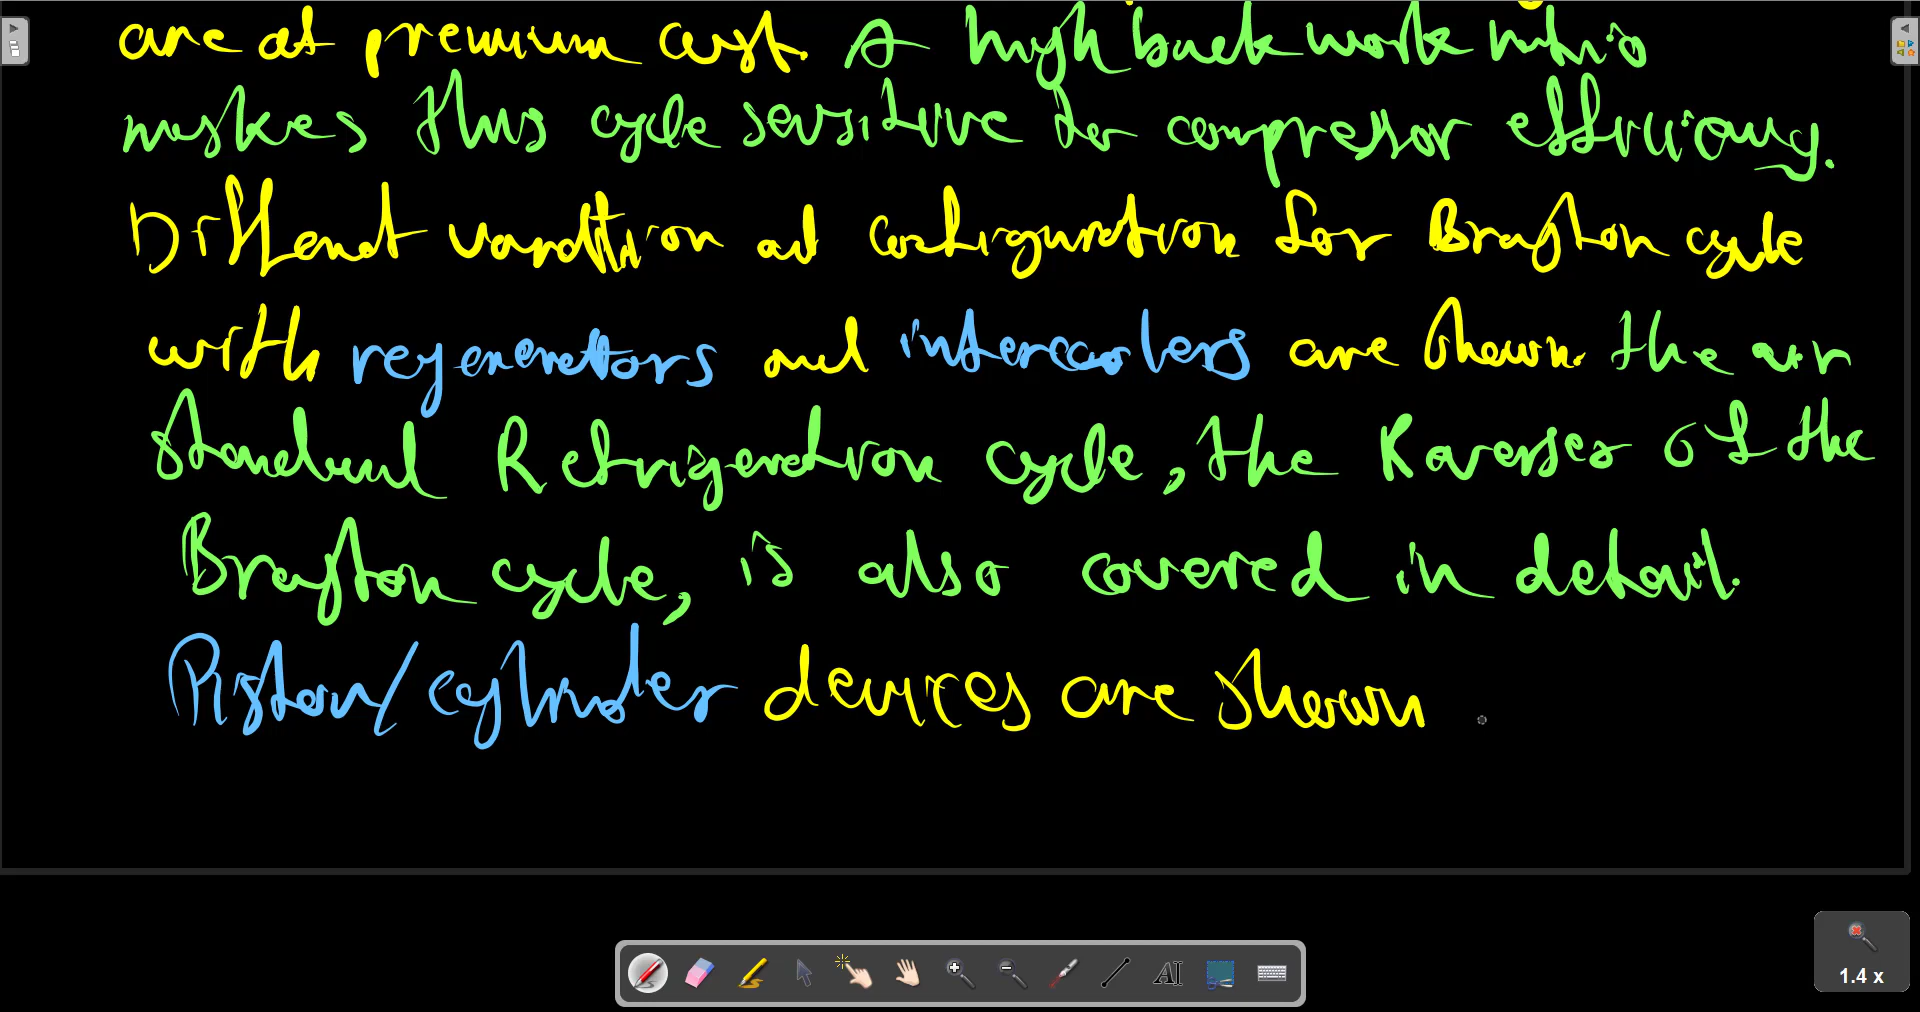 are at premium cost. A high back work ratio
makes this cycle sensitive to compressor efficiency.
Different variation and configuration for Brayton cycle
with regenerators and intercoolers are shown. the air
standard Refrigeration cycle, the Reverses of the
Brayton cycle, is also covered in detail.
Piston/cylinder devices are shown
1.4 x